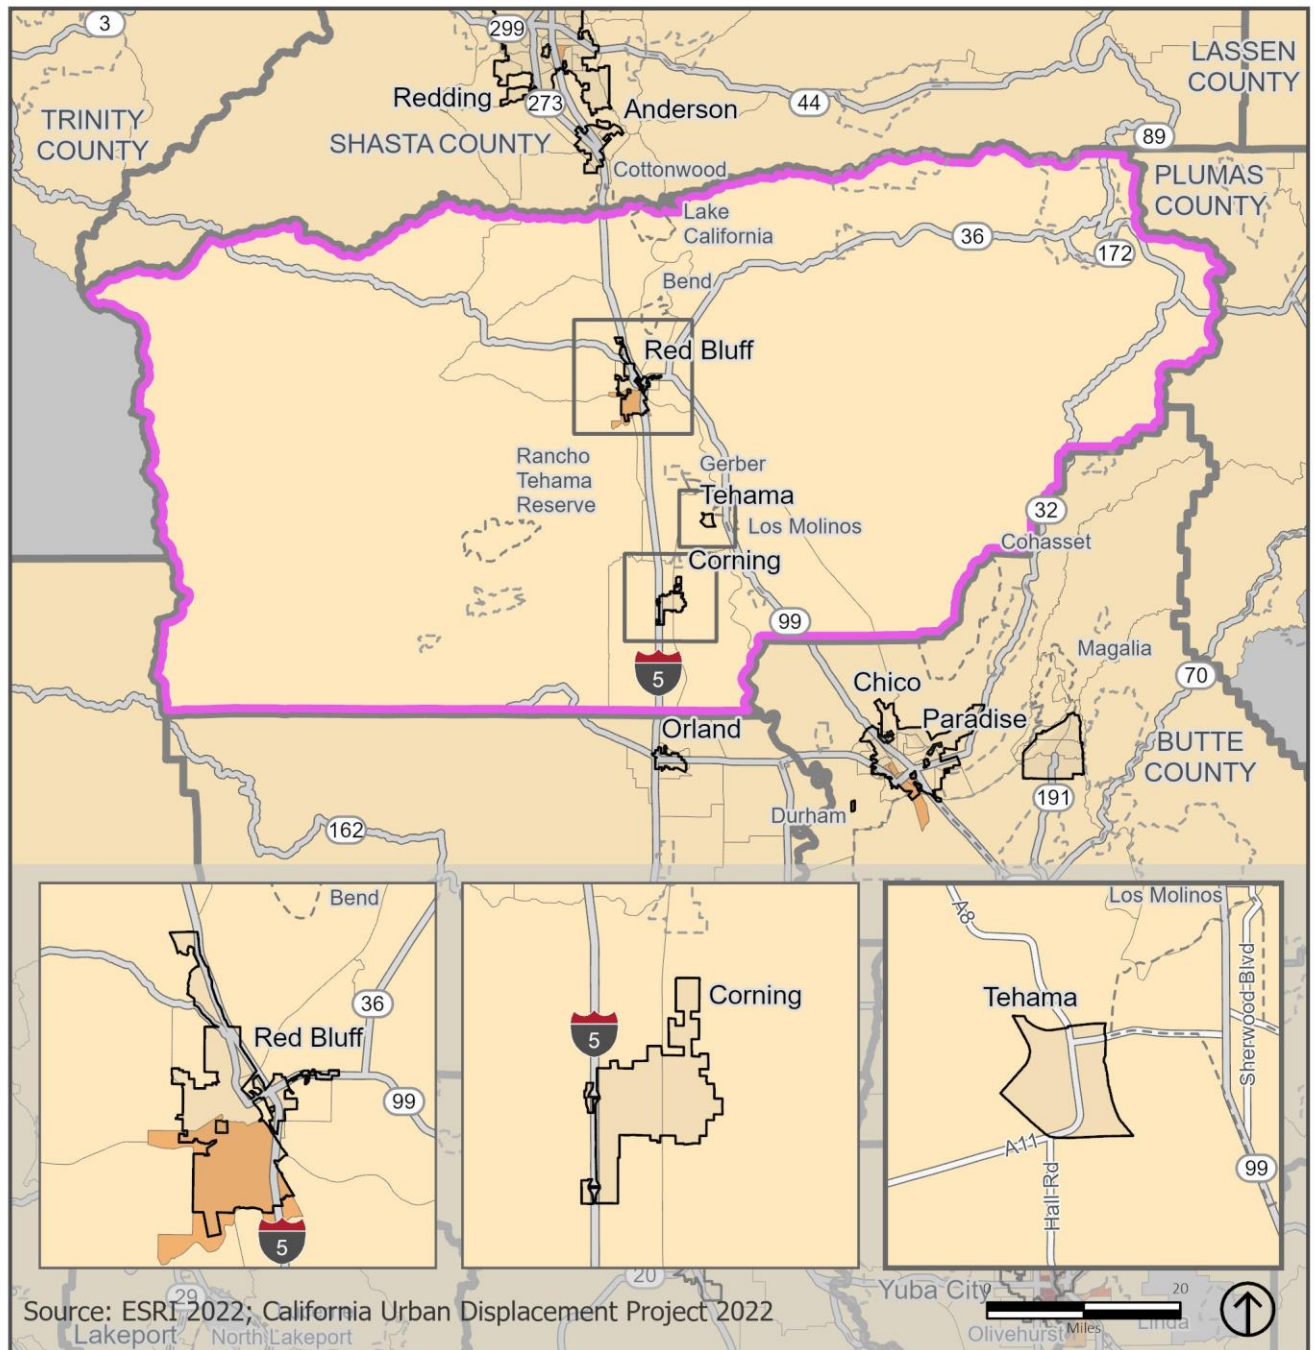 3
299
LASSEN
COUNTY
Redding
273
Anderson
44
TRINITY
COUNTY
SHASTA COUNTY
89
Cottonwood
PLUMAS
COUNTY
Lake
California
36
172
Bend
Red Bluff
Rancho
Tehama
Reserve
Gerber
Tehama
Los Molinos
32
Cohasset
Corning
99
Magalia
5
70
Chico
Orland
Paradise
BUTTE
COUNTY
191
Durham
162
Bend
36
Red Bluff
99
5
Corning
5
Los Molinos
A8
Tehama
Sherwood Blvd
A11
Hall Rd
99
20
29
Yuba City
0
20
Source: ESRI 2022; California Urban Displacement Project 2022
Miles
Lakeport
North Lakeport
Olivehurst
Linda